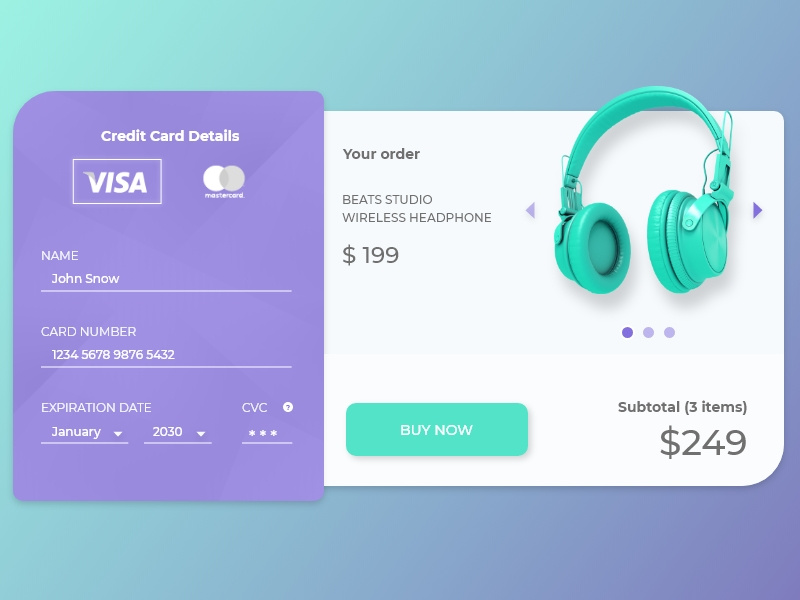 Credit Card Details
VISA
mastercard.
NAME
John Snow
CARD NUMBER
1234 5678 9876 5432
EXPIRATION DATE
CVC ?
January
2030
***
Your order
BEATS STUDIO
WIRELESS HEADPHONE
$ 199
BUY NOW
Subtotal (3 items)
$249